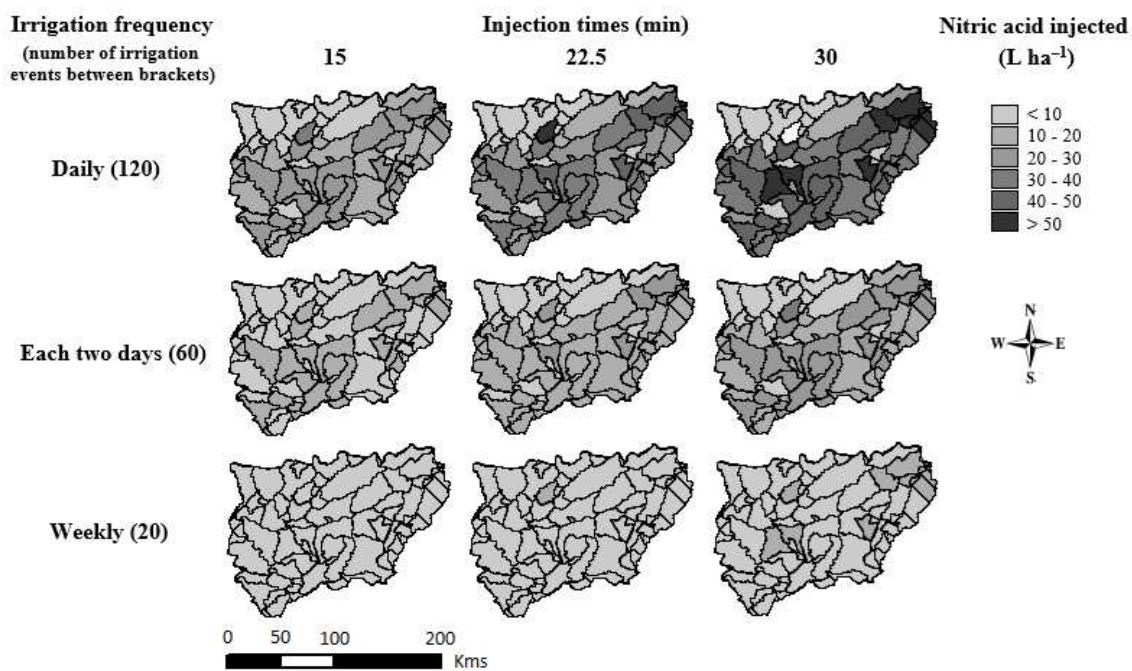 Irrigation frequency
(number of irrigation
events between brackets)
Injection times (min)
15
22.5
30
Nitric acid injected
(L ha⁻¹)
< 10
10 - 20
20 - 30
30 - 40
40 - 50
> 50
Daily (120)
Each two days (60)
N
W E
S
Weekly (20)
0 50 100 200
Kms